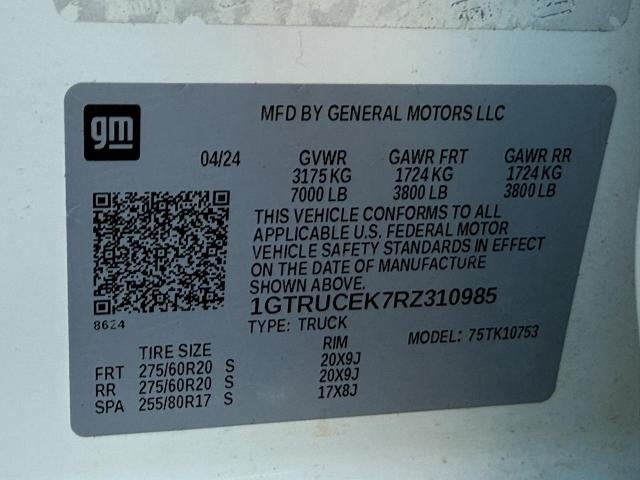 gm
MFD BY GENERAL MOTORS LLC
04/24 GVWR GAWR FRT GAWR RR
3175 KG 1724 KG 1724 KG
7000 LB 3800 LB 3800 LB
THIS VEHICLE CONFORMS TO ALL
APPLICABLE U.S. FEDERAL MOTOR
VEHICLE SAFETY STANDARDS IN EFFECT
ON THE DATE OF MANUFACTURE
SHOWN ABOVE.
1GTRUCEK7RZ310985
8624
TYPE: TRUCK MODEL: 75TK10753
TIRE SIZE RIM
FRT 275/60R20 S 20X9J
RR 275/60R20 S 20X9J
SPA 255/80R17 S 17X8J